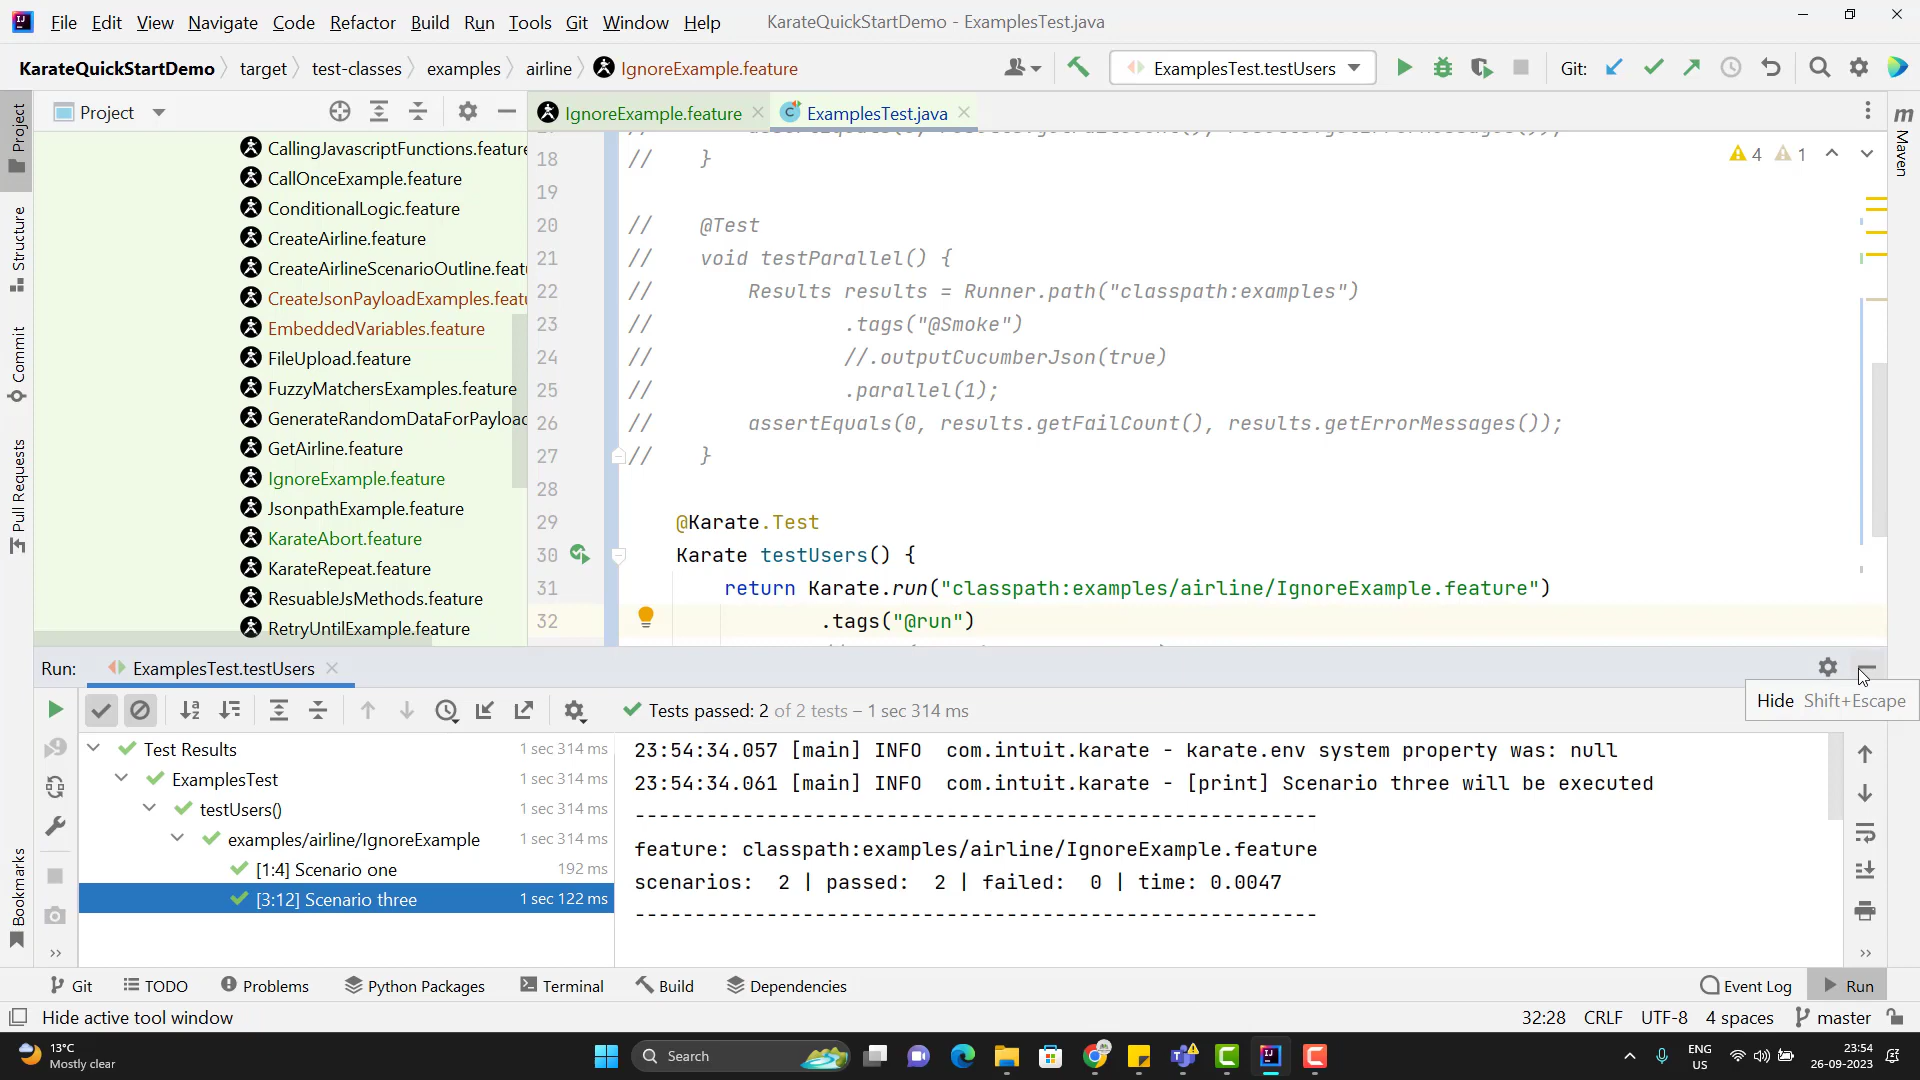 File Edit View Navigate Code Refactor Build Run Tools Git Window Help KarateQuickStartDemo - ExamplesTest.java
KarateQuickStartDemo target test-classes examples airline IgnoreExample.feature ExamplesTest.testUsers Git:
Project
IgnoreExample.feature ExamplesTest.java
CallingJavascriptFunctions.feature
CallOnceExample.feature
ConditionalLogic.feature
CreateAirline.feature
CreateAirlineScenarioOutline.featu
CreateJsonPayloadExamples.featu
EmbeddedVariables.feature
FileUpload.feature
FuzzyMatchersExamples.feature
GenerateRandomDataForPayload
GetAirline.feature
IgnoreExample.feature
JsonpathExample.feature
KarateAbort.feature
KarateRepeat.feature
ResuableJsMethods.feature
RetryUntilExample.feature
4 1
18 // }
19
20 // @Test
21 // void testParallel() {
22 // Results results = Runner.path("classpath:examples")
23 // .tags("@Smoke")
24 // //.outputCucumberJson(true)
25 // .parallel(1);
26 // assertEquals(0, results.getFailCount(), results.getErrorMessages());
27 // }
28
29 @Karate.Test
30 Karate testUsers() {
31 return Karate.run("classpath:examples/airline/IgnoreExample.feature")
32 .tags("@run")
Project
Structure
Commit
Pull Requests
Bookmarks
Maven
Run: ExamplesTest.testUsers
Hide Shift+Escape
Tests passed: 2 of 2 tests – 1 sec 314 ms
Test Results 1 sec 314 ms
ExamplesTest 1 sec 314 ms
testUsers() 1 sec 314 ms
examples/airline/IgnoreExample 1 sec 314 ms
[1:4] Scenario one 192 ms
[3:12] Scenario three 1 sec 122 ms
23:54:34.057 [main] INFO com.intuit.karate - karate.env system property was: null
23:54:34.061 [main] INFO com.intuit.karate - [print] Scenario three will be executed
---------------------------------------------------------
feature: classpath:examples/airline/IgnoreExample.feature
scenarios: 2 | passed: 2 | failed: 0 | time: 0.0047
---------------------------------------------------------
Git TODO Problems Python Packages Terminal Build Dependencies Event Log Run
Hide active tool window 32:28 CRLF UTF-8 4 spaces master
13°C
Mostly clear
Search
ENG
US
23:54
26-09-2023